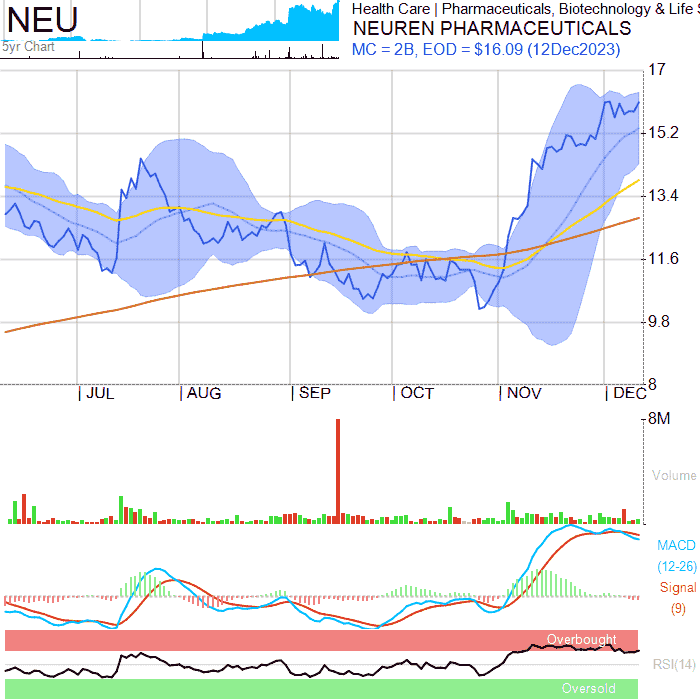 NEU
5yr Chart
Health Care | Pharmaceuticals, Biotechnology & Life S
NEUREN PHARMACEUTICALS
MC = 2B, EOD = $16.09 (12Dec2023)
17
15.2
13.4
11.6
9.8
8
| JUL | AUG | SEP | OCT | NOV | DEC
8M
Volume
MACD
(12-26)
Signal
(9)
Overbought
RSI(14)
Oversold